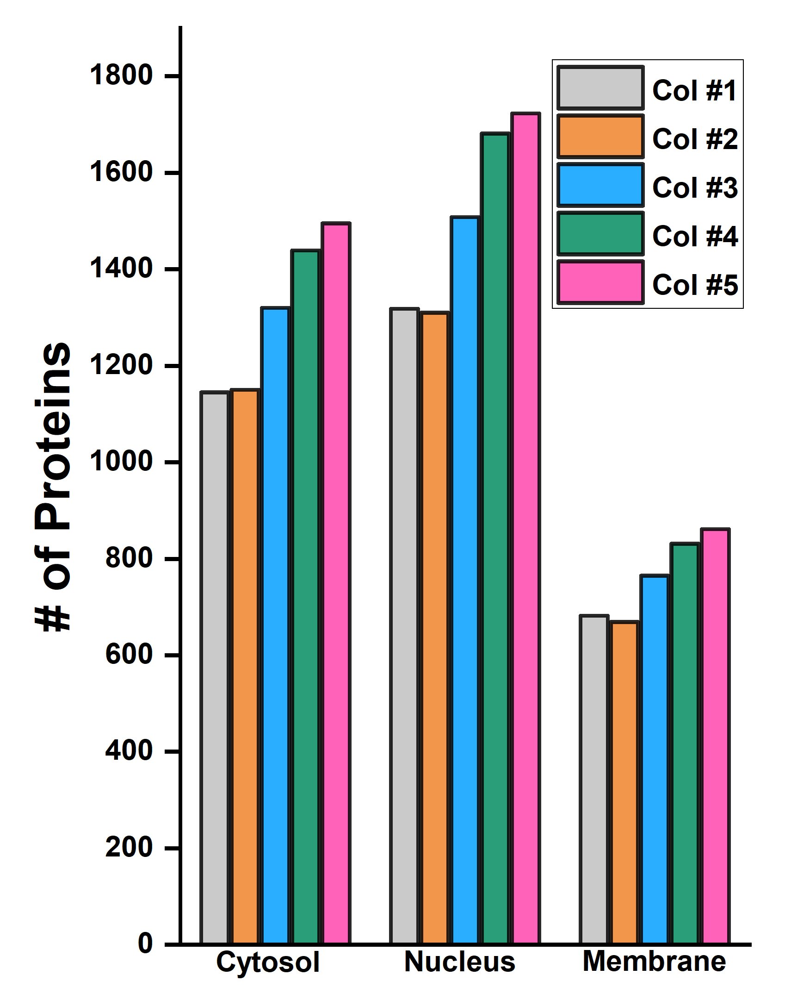 # of Proteins
1800
1600
1400
1200
1000
800
600
400
200
0
Cytosol
Nucleus
Membrane
Col #1
Col #2
Col #3
Col #4
Col #5